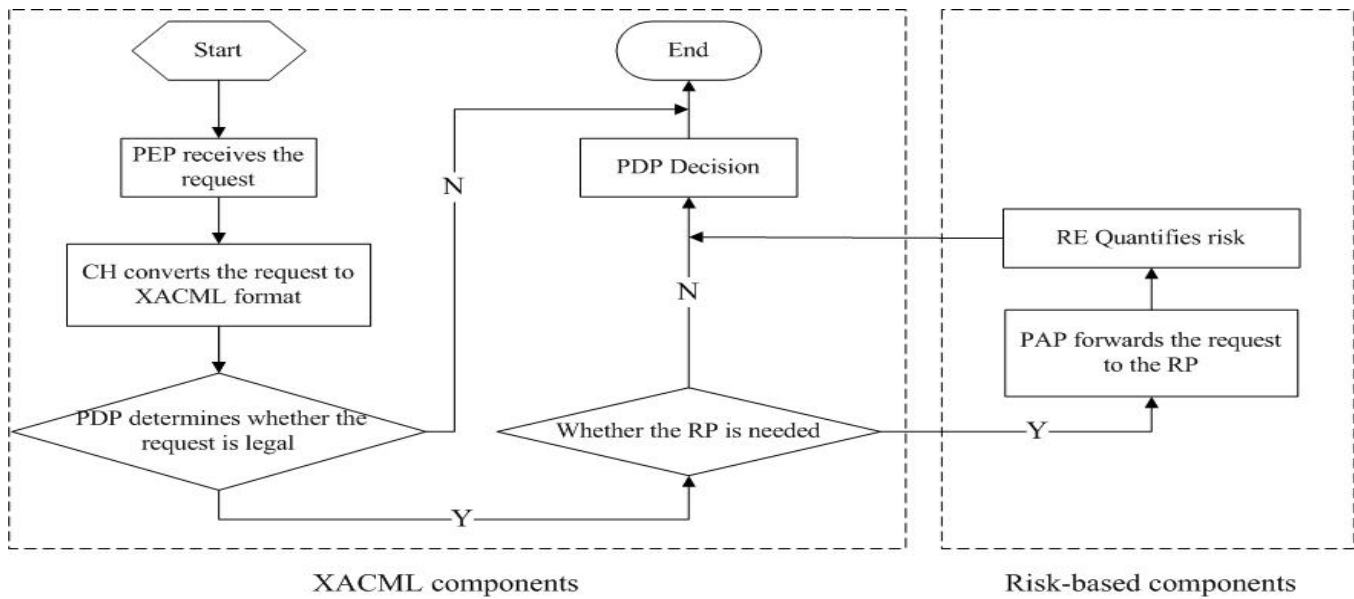 Start
PEP receives the
request
CH converts the request to
XACML format
PDP determines whether the
request is legal
N
Y
End
PDP Decision
N
Whether the RP is needed
Y
RE Quantifies risk
PAP forwards the request
to the RP
XACML components
Risk-based components